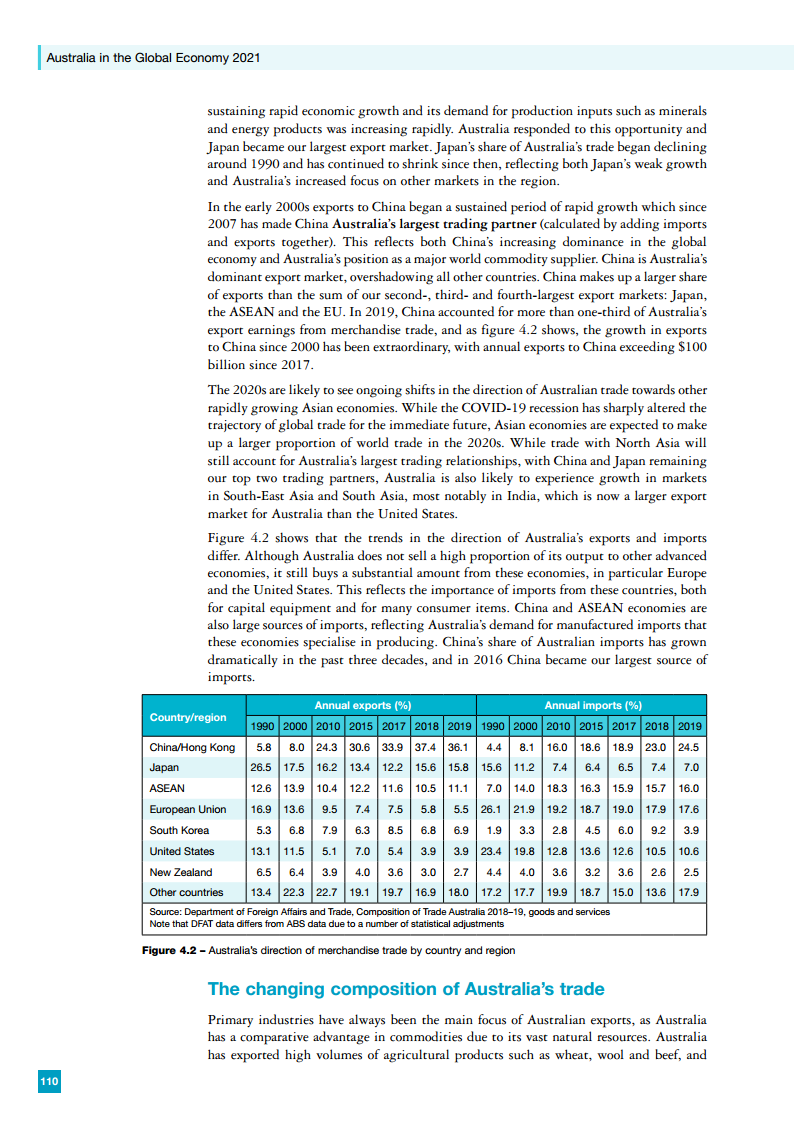 Australia in the Global Economy 2021
sustaining rapid economic growth and its demand for production inputs such as minerals
and energy products was increasing rapidly. Australia responded to this opportunity and
Japan became our largest export market. Japan's share of Australia's trade began declining
around 1990 and has continued to shrink since then, reflecting both Japan's weak growth
and Australia's increased focus on other markets in the region.
In the early 2000s exports to China began a sustained period of rapid growth which since
2007 has made China Australia's largest trading partner (calculated by adding imports
and exports together). This reflects both China's increasing dominance in the global
economy and Australia's position as a major world commodity supplier. China is Australia's
dominant export market, overshadowing all other countries. China makes up a larger share
of exports than the sum of our second-, third- and fourth-largest export markets: Japan,
the ASEAN and the EU. In 2019, China accounted for more than one-third of Australia's
export earnings from merchandise trade, and as figure 4.2 shows, the growth in exports
to China since 2000 has been extraordinary, with annual exports to China exceeding $100
billion since 2017.
The 2020s are likely to see ongoing shifts in the direction of Australian trade towards other
rapidly growing Asian economies. While the COVID-19 recession has sharply altered the
trajectory of global trade for the immediate future, Asian economies are expected to make
up a larger proportion of world trade in the 2020s. While trade with North Asia will
still account for Australia's largest trading relationships, with China and Japan remaining
our top two trading partners, Australia is also likely to experience growth in markets
in South-East Asia and South Asia, most notably in India, which is now a larger export
market for Australia than the United States.
Figure 4.2 shows that the trends in the direction of Australia's exports and imports
differ. Although Australia does not sell a high proportion of its output to other advanced
economies, it still buys a substantial amount from these economies, in particular Europe
and the United States. This reflects the importance of imports from these countries, both
for capital equipment and for many consumer items. China and ASEAN economies are
also large sources of imports, reflecting Australia's demand for manufactured imports that
these economies specialise in producing. China's share of Australian imports has grown
dramatically in the past three decades, and in 2016 China became our largest source of
imports.
Country/region Annual exports (%) Annual imports (%)
1990 2000 2010 2015 2017 2018 2019 1990 2000 2010 2015 2017 2018 2019
China/Hong Kong 5.8 8.0 24.3 30.6 33.9 37.4 36.1 4.4 8.1 16.0 18.6 18.9 23.0 24.5
Japan 26.5 17.5 16.2 13.4 12.2 15.6 15.8 15.6 11.2 7.4 6.4 6.5 7.4 7.0
ASEAN 12.6 13.9 10.4 12.2 11.6 10.5 11.1 7.0 14.0 18.3 16.3 15.9 15.7 16.0
European Union 16.9 13.6 9.5 7.4 7.5 5.8 5.5 26.1 21.9 19.2 18.7 19.0 17.9 17.6
South Korea 5.3 6.8 7.9 6.3 8.5 6.8 6.9 1.9 3.3 2.8 4.5 6.0 9.2 3.9
United States 13.1 11.5 5.1 7.0 5.4 3.9 3.9 23.4 19.8 12.8 13.6 12.6 10.5 10.6
New Zealand 6.5 6.4 3.9 4.0 3.6 3.0 2.7 4.4 4.0 3.6 3.2 3.6 2.6 2.5
Other countries 13.4 22.3 22.7 19.1 19.7 16.9 18.0 17.2 17.7 19.9 18.7 15.0 13.6 17.9
Source: Department of Foreign Affairs and Trade, Composition of Trade Australia 2018–19, goods and services
Note that DFAT data differs from ABS data due to a number of statistical adjustments
Figure 4.2 – Australia's direction of merchandise trade by country and region
The changing composition of Australia's trade
Primary industries have always been the main focus of Australian exports, as Australia
has a comparative advantage in commodities due to its vast natural resources. Australia
has exported high volumes of agricultural products such as wheat, wool and beef, and
110